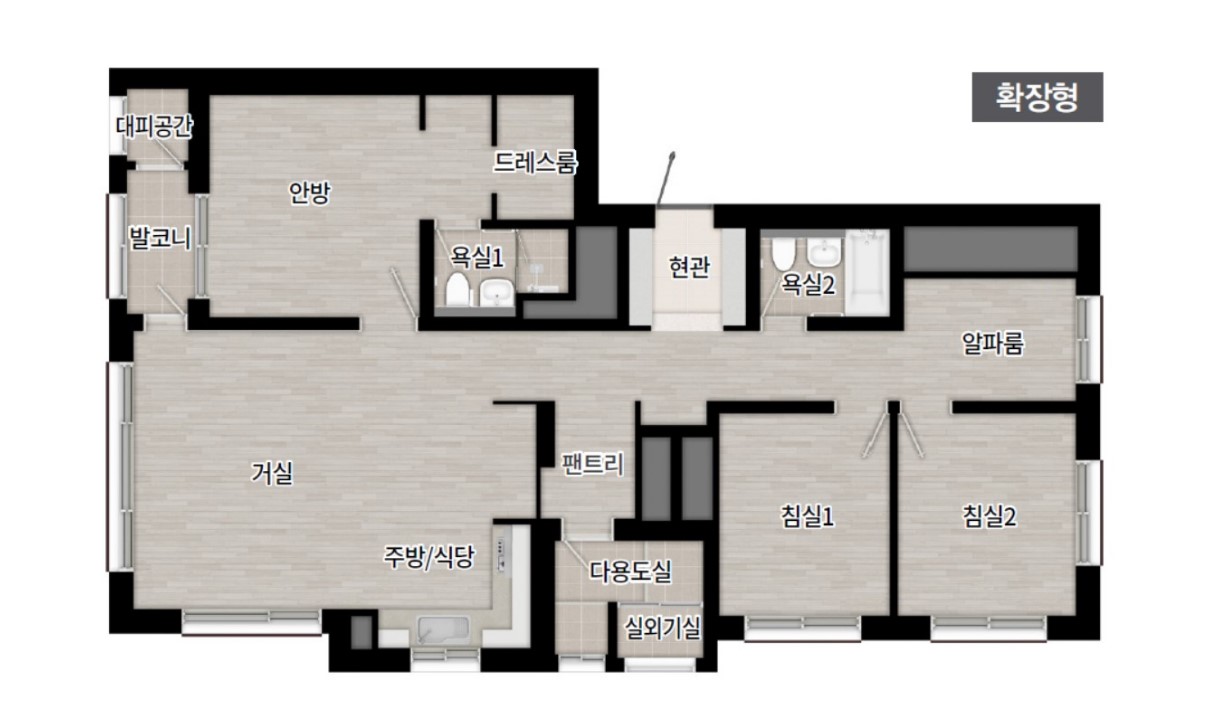 확장형
대피공간
드레스룸
안방
발코니
욕실1
현관
욕실2
알파룸
거실
팬트리
침실1
침실2
주방/식당
다용도실
실외기실